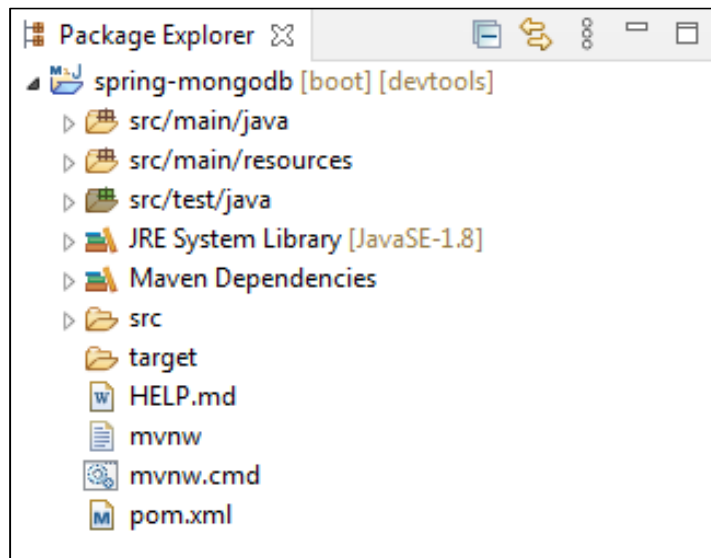 Package Explorer
spring-mongodb [boot] [devtools]
src/main/java
src/main/resources
src/test/java
JRE System Library [JavaSE-1.8]
Maven Dependencies
src
target
HELP.md
mvnw
mvnw.cmd
pom.xml